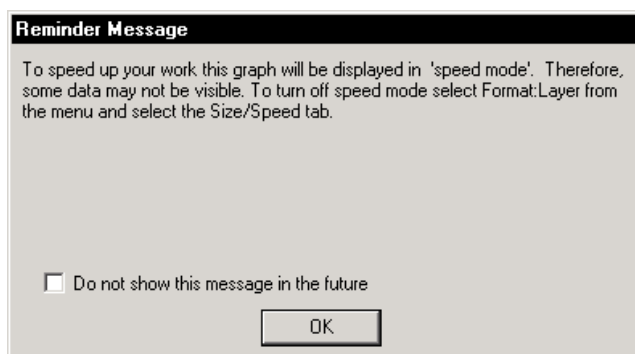 Reminder Message
To speed up your work this graph will be displayed in 'speed mode'. Therefore,
some data may not be visible. To turn off speed mode select Format:Layer from
the menu and select the Size/Speed tab.
Do not show this message in the future
OK